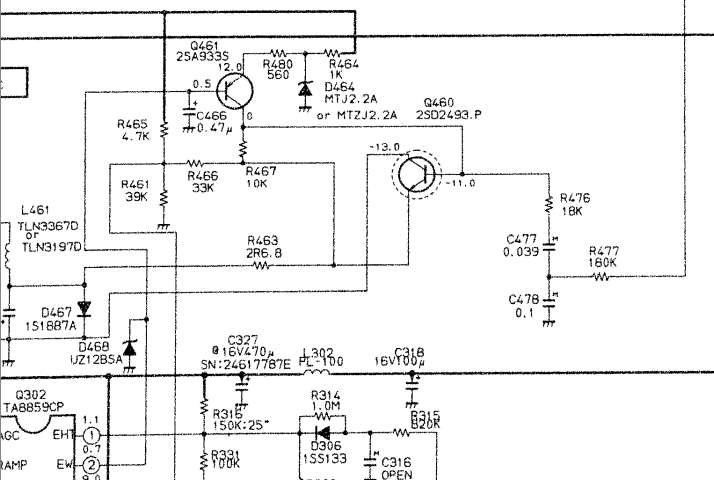 Q461
2SA933S
12.0
0.5
0
R480
560
R464
1K
D464
MTJ2.2A
or MTZJ2.2A
C466
0.47μ
R465
4.7K
R466
33K
R467
10K
R461
39K
Q460
2SD2493.P
-13.0
-11.0
R476
18K
C477
0.039
R477
180K
C478
0.1
L461
TLN3367D
or
TLN3197D
R463
2R6.8
D467
1S1887A
D468
UZ12BSA
C327
@16V470μ
SN:24617787E
L302
PL-100
C318
16V100μ
Q302
TA8859CP
R316
150K:25"
R314
1.0M
R315
820K
AGC
EHT
1
1.1
0.7
RAMP
EW
2
9.0
R331
100K
D306
1SS133
C316
OPEN